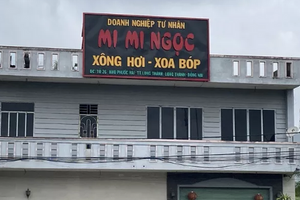 DOANH NGHIỆP TƯ NHÂN
MI MI NGỌC
XÔNG HƠI - XOA BÓP